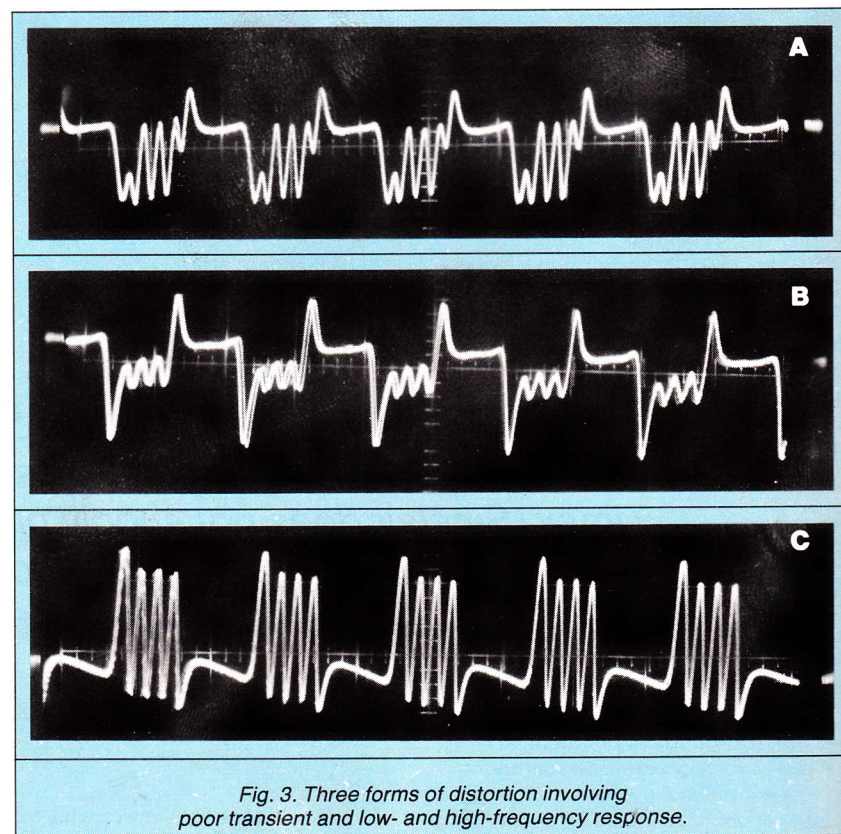 A
B
C
Fig. 3. Three forms of distortion involving
poor transient and low- and high-frequency response.